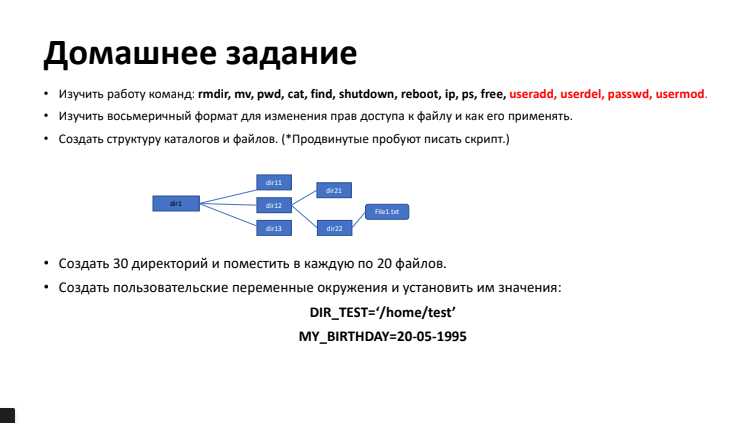 Домашнее задание
• Изучить работу команд: rmdir, mv, pwd, cat, find, shutdown, reboot, ip, ps, free, useradd, userdel, passwd, usermod.
• Изучить восьмеричный формат для изменения прав доступа к файлу и как его применять.
• Создать структуру каталогов и файлов. (*Продвинутые пробуют писать скрипт.)
dir11
dir21
dir1
dir12
File1.txt
dir13
dir22
• Создать 30 директорий и поместить в каждую по 20 файлов.
• Создать пользовательские переменные окружения и установить им значения:
DIR_TEST=‘/home/test’
MY_BIRTHDAY=20-05-1995